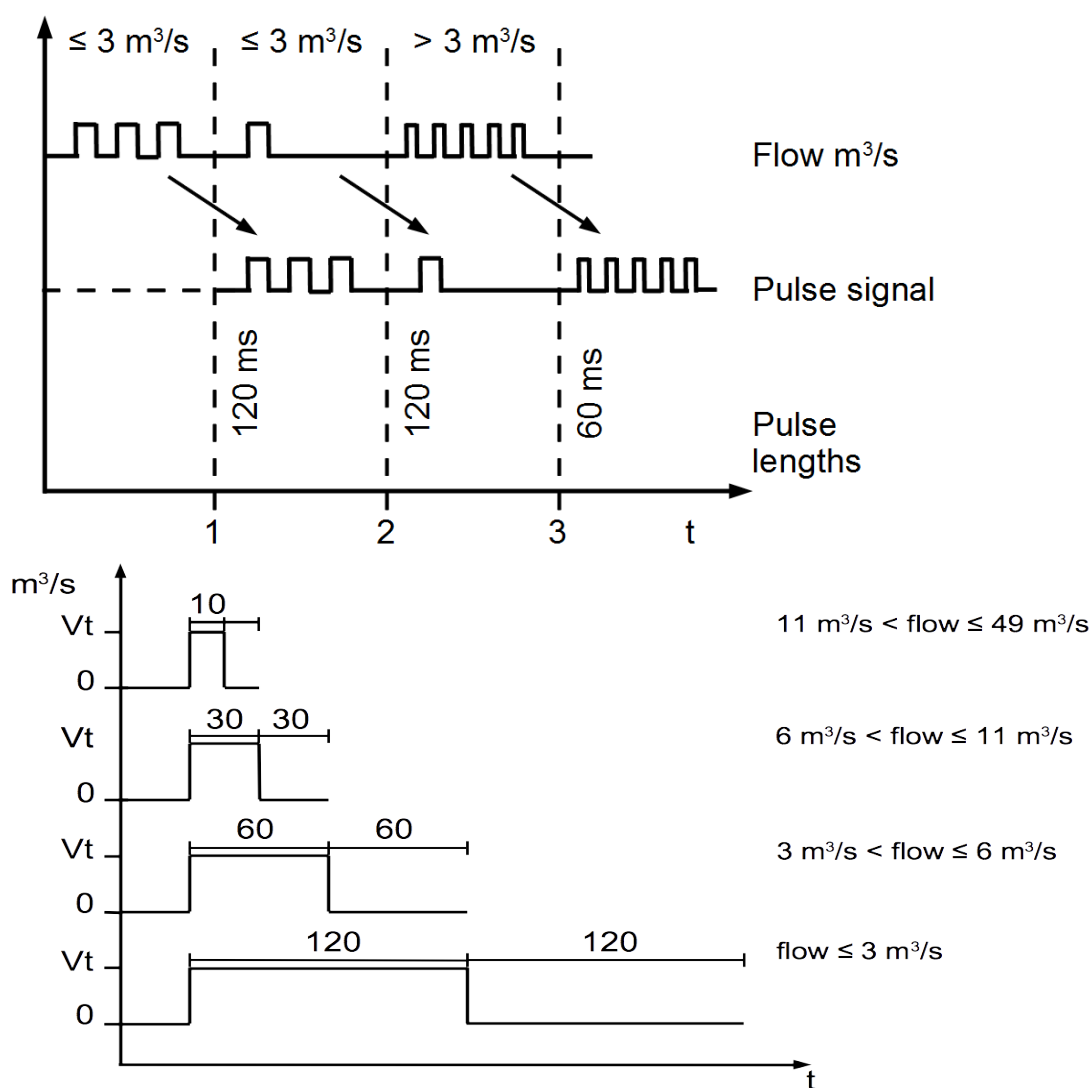 ≤ 3 m³/s ≤ 3 m³/s > 3 m³/s
Flow m³/s
Pulse signal
120 ms 120 ms 60 ms
Pulse
lengths
1 2 3 t
m³/s
10
Vt
11 m³/s < flow ≤ 49 m³/s
0
30 30
Vt
6 m³/s < flow ≤ 11 m³/s
0
60 60
Vt
3 m³/s < flow ≤ 6 m³/s
0
120 120
Vt
flow ≤ 3 m³/s
0
t